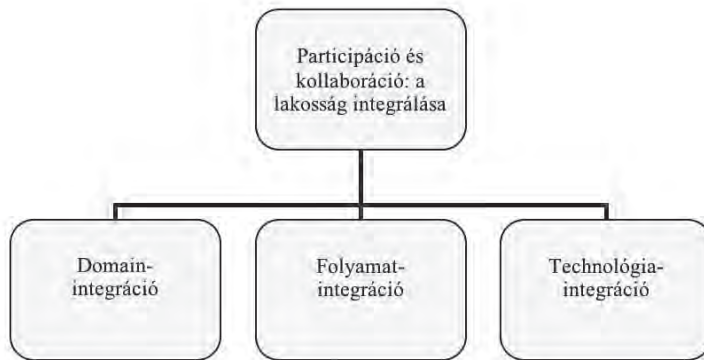 Participáció és
kollaboráció: a
lakosság integrálása
Domain-
integráció
Folyamat-
integráció
Technológia-
integráció